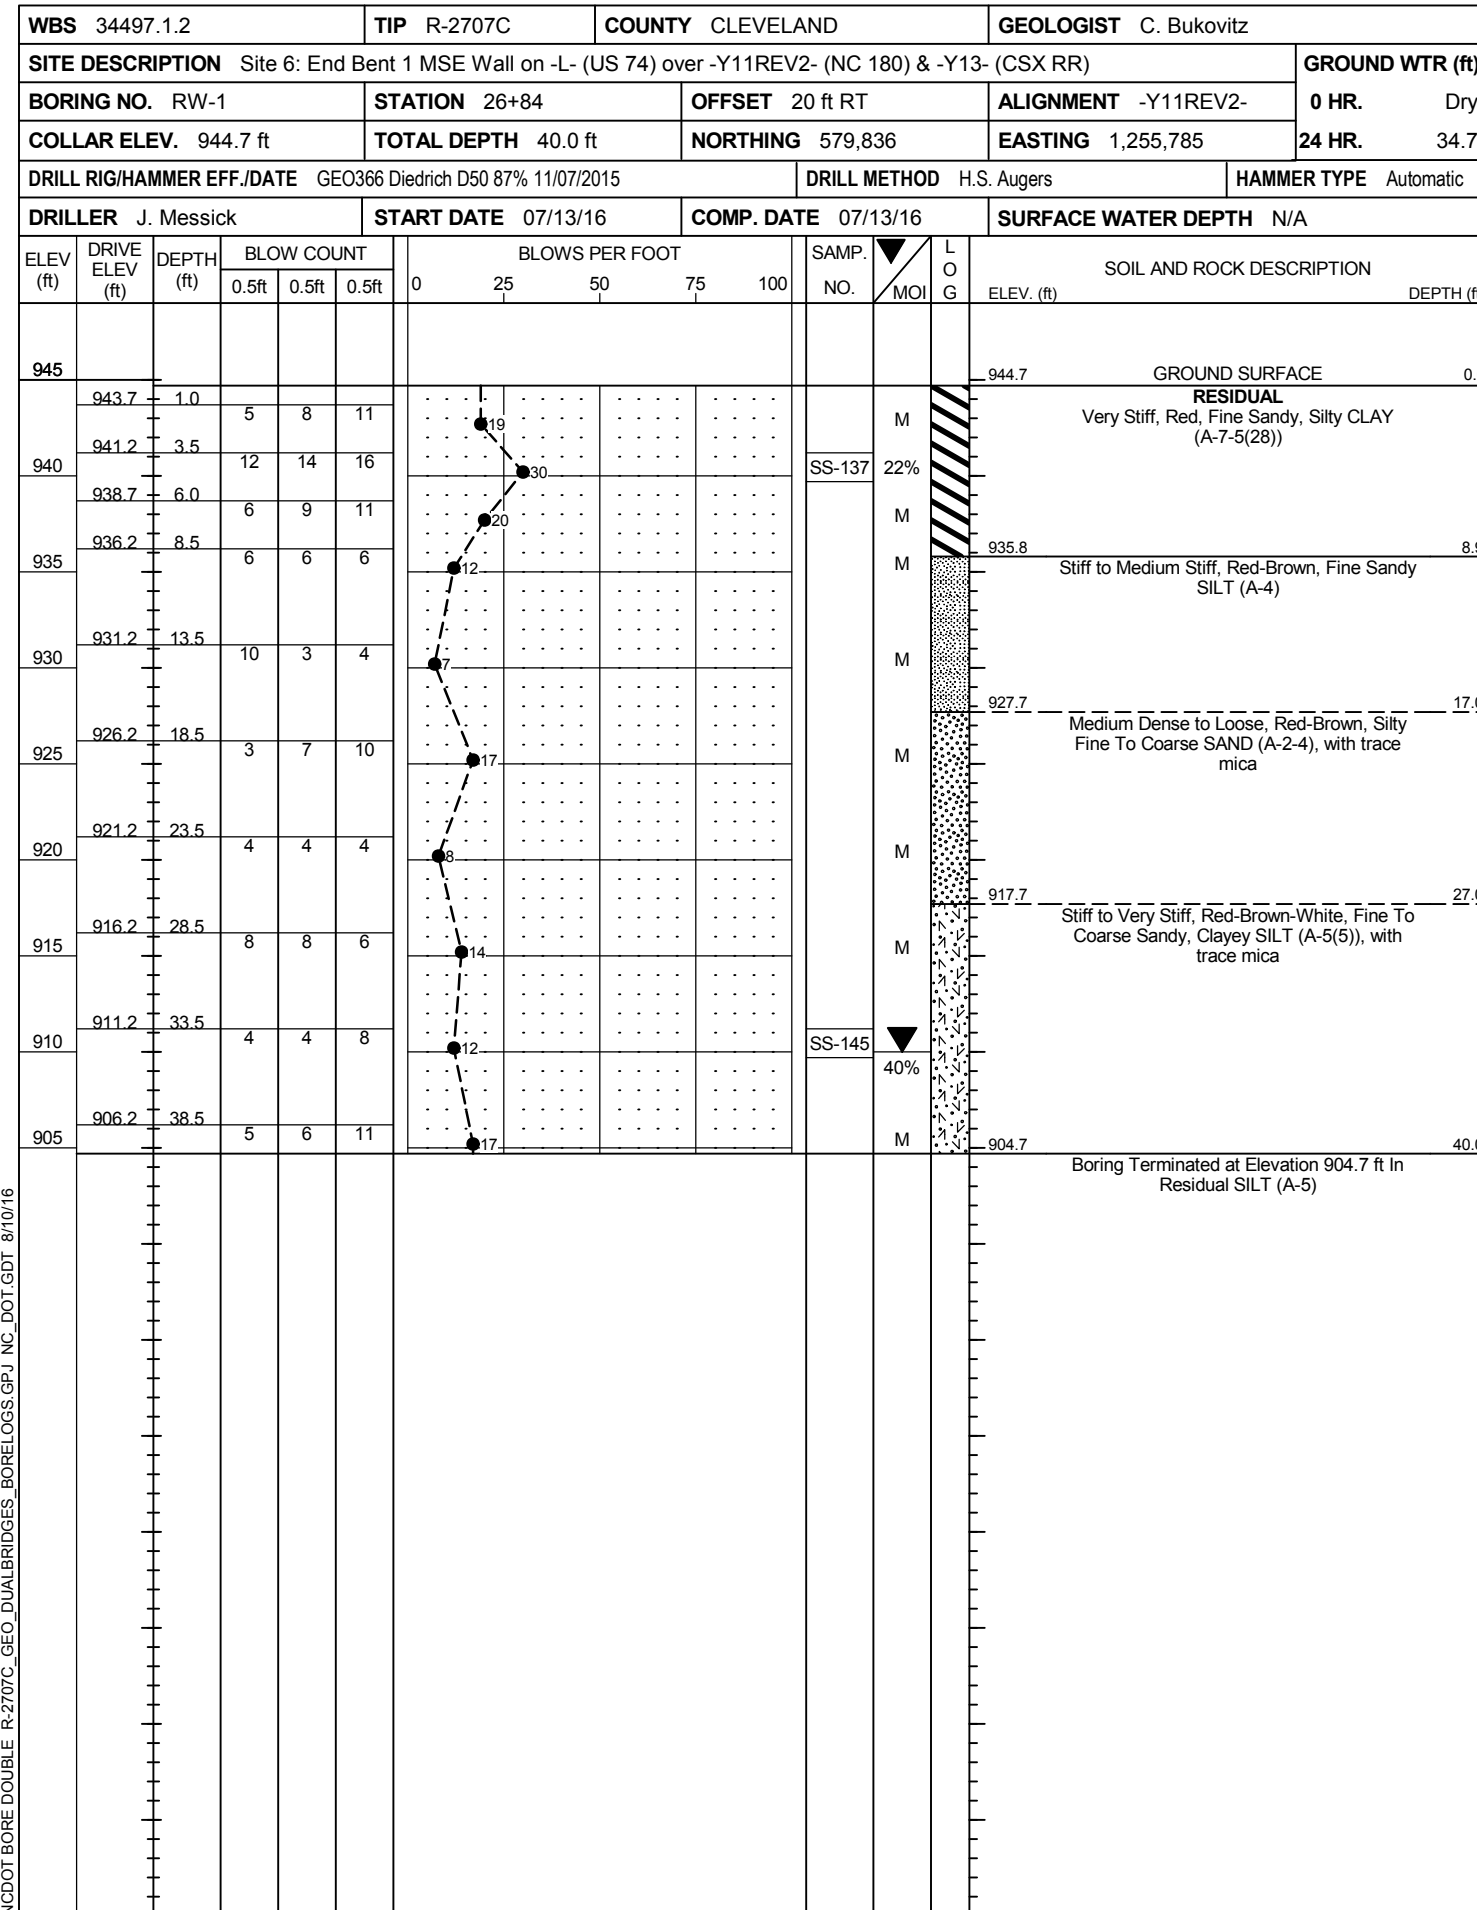 WBS 34497.1.2 TIP R-2707C COUNTY CLEVELAND GEOLOGIST C. Bukovitz
SITE DESCRIPTION Site 6: End Bent 1 MSE Wall on -L- (US 74) over -Y11REV2- (NC 180) & -Y13- (CSX RR) GROUND WTR (ft)
BORING NO. RW-1 STATION 26+84 OFFSET 20 ft RT ALIGNMENT -Y11REV2- 0 HR. Dry
COLLAR ELEV. 944.7 ft TOTAL DEPTH 40.0 ft NORTHING 579,836 EASTING 1,255,785 24 HR. 34.7
DRILL RIG/HAMMER EFF./DATE GEO366 Diedrich D50 87% 11/07/2015 DRILL METHOD H.S. Augers HAMMER TYPE Automatic
DRILLER J. Messick START DATE 07/13/16 COMP. DATE 07/13/16 SURFACE WATER DEPTH N/A
ELEV (ft) DRIVE ELEV (ft) DEPTH (ft) BLOW COUNT BLOWS PER FOOT SAMP. NO. MOI LOG SOIL AND ROCK DESCRIPTION
0.5ft 0.5ft 0.5ft 0 25 50 75 100 ELEV. (ft) DEPTH (ft
945
944.7 GROUND SURFACE 0.
943.7 1.0 RESIDUAL
5 8 11 19 M Very Stiff, Red, Fine Sandy, Silty CLAY
(A-7-5(28))
941.2 3.5
940 12 14 16 30 SS-137 22%
938.7 6.0
6 9 11 20 M
936.2 8.5 935.8 8.9
935 6 6 6 12 M Stiff to Medium Stiff, Red-Brown, Fine Sandy
SILT (A-4)
931.2 13.5
930 10 3 4 7 M
927.7 17.0
926.2 18.5 Medium Dense to Loose, Red-Brown, Silty
925 3 7 10 17 M Fine To Coarse SAND (A-2-4), with trace
mica
921.2 23.5
920 4 4 4 8 M
917.7 27.0
916.2 28.5 Stiff to Very Stiff, Red-Brown-White, Fine To
915 8 8 6 14 M Coarse Sandy, Clayey SILT (A-5(5)), with
trace mica
911.2 33.5
910 4 4 8 12 SS-145
40%
906.2 38.5
905 5 6 11 17 M
904.7 40.0
Boring Terminated at Elevation 904.7 ft In
Residual SILT (A-5)
NCDOT BORE DOUBLE R-2707C_GEO_DUALBRIDGES_BORELOGS.GPJ NC_DOT.GDT 8/10/16